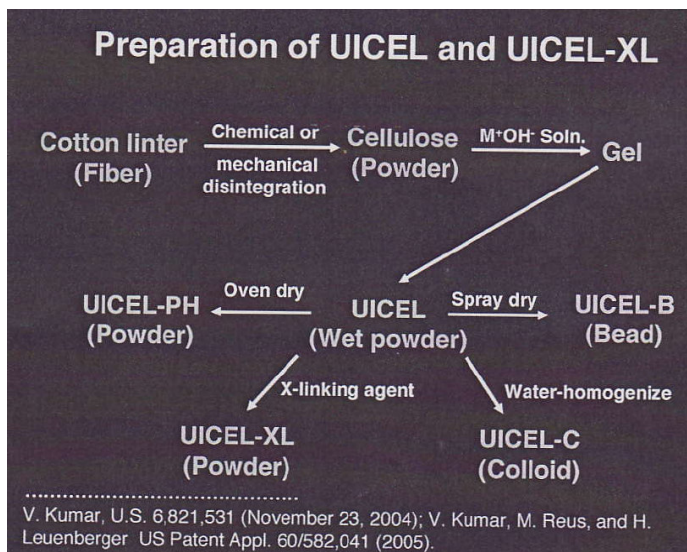 Preparation of UICEL and UICEL-XL
Cotton linter
(Fiber)
Chemical or
mechanical
disintegration
Cellulose
(Powder)
M⁺OH⁻ Soln.
Gel
UICEL-PH
(Powder)
Oven dry
UICEL
(Wet powder)
Spray dry
UICEL-B
(Bead)
X-linking agent
Water-homogenize
UICEL-XL
(Powder)
UICEL-C
(Colloid)
V. Kumar, U.S. 6,821,531 (November 23, 2004); V. Kumar, M. Reus, and H.
Leuenberger US Patent Appl. 60/582,041 (2005).